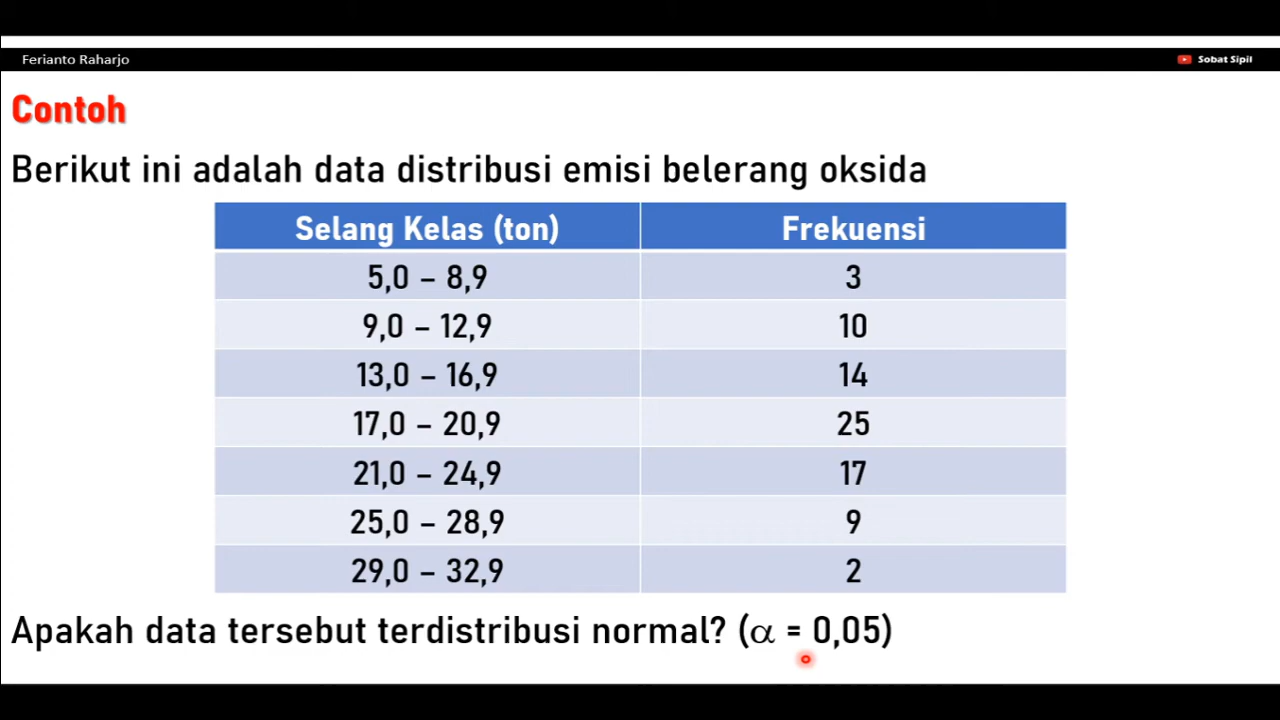 Ferianto Raharjo
Sobat Sipil
Contoh
Berikut ini adalah data distribusi emisi belerang oksida
Selang Kelas (ton) Frekuensi
5,0 – 8,9 3
9,0 – 12,9 10
13,0 – 16,9 14
17,0 – 20,9 25
21,0 – 24,9 17
25,0 – 28,9 9
29,0 – 32,9 2
Apakah data tersebut terdistribusi normal? (α = 0,05)